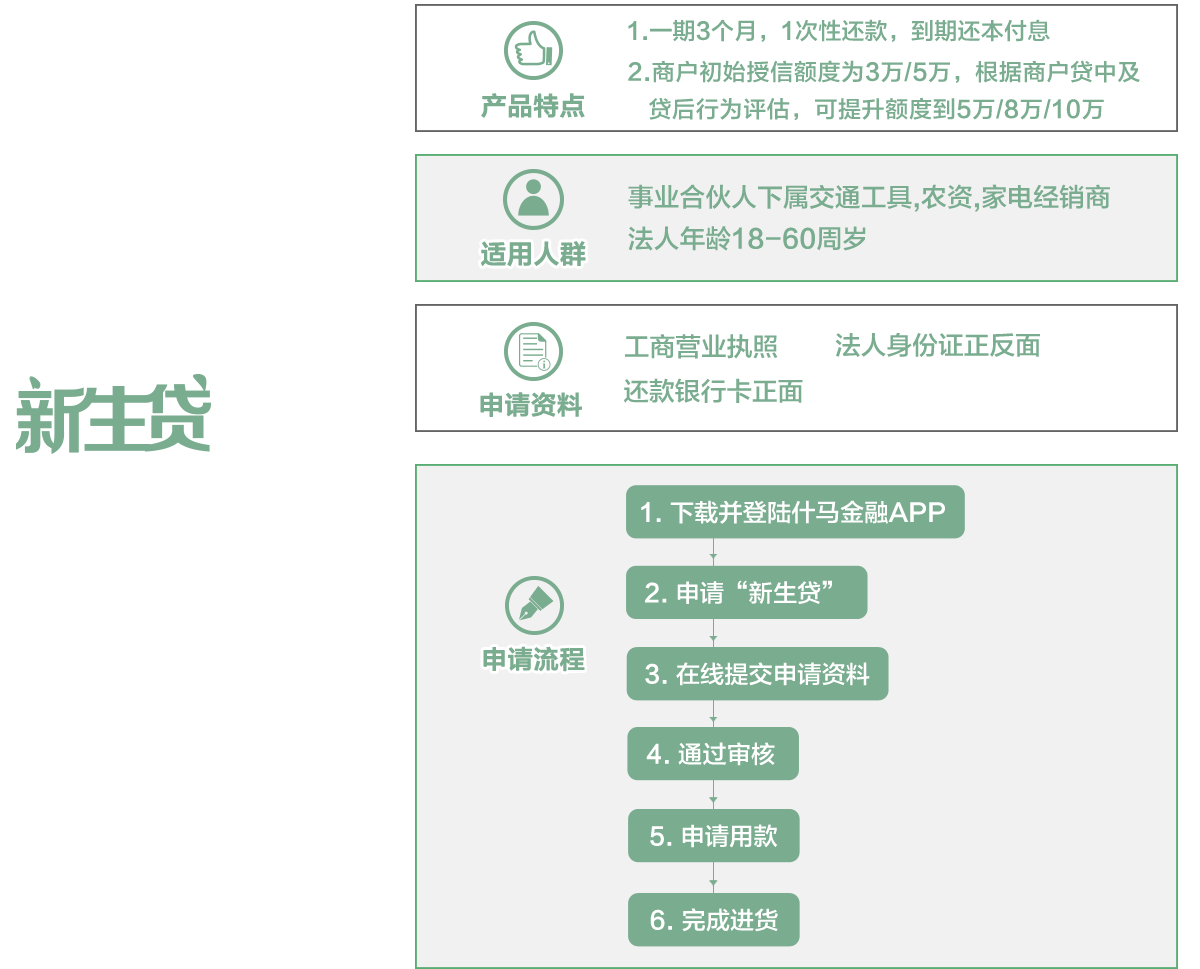 新生贷
产品特点
1.一期3个月，1次性还款，到期还本付息
2.商户初始授信额度为3万/5万，根据商户贷中及
贷后行为评估，可提升额度到5万/8万/10万
适用人群
事业合伙人下属交通工具,农资,家电经销商
法人年龄18-60周岁
申请资料
工商营业执照 法人身份证正反面
还款银行卡正面
申请流程
1. 下载并登陆什马金融APP
2. 申请“新生贷”
3. 在线提交申请资料
4. 通过审核
5. 申请用款
6. 完成进货